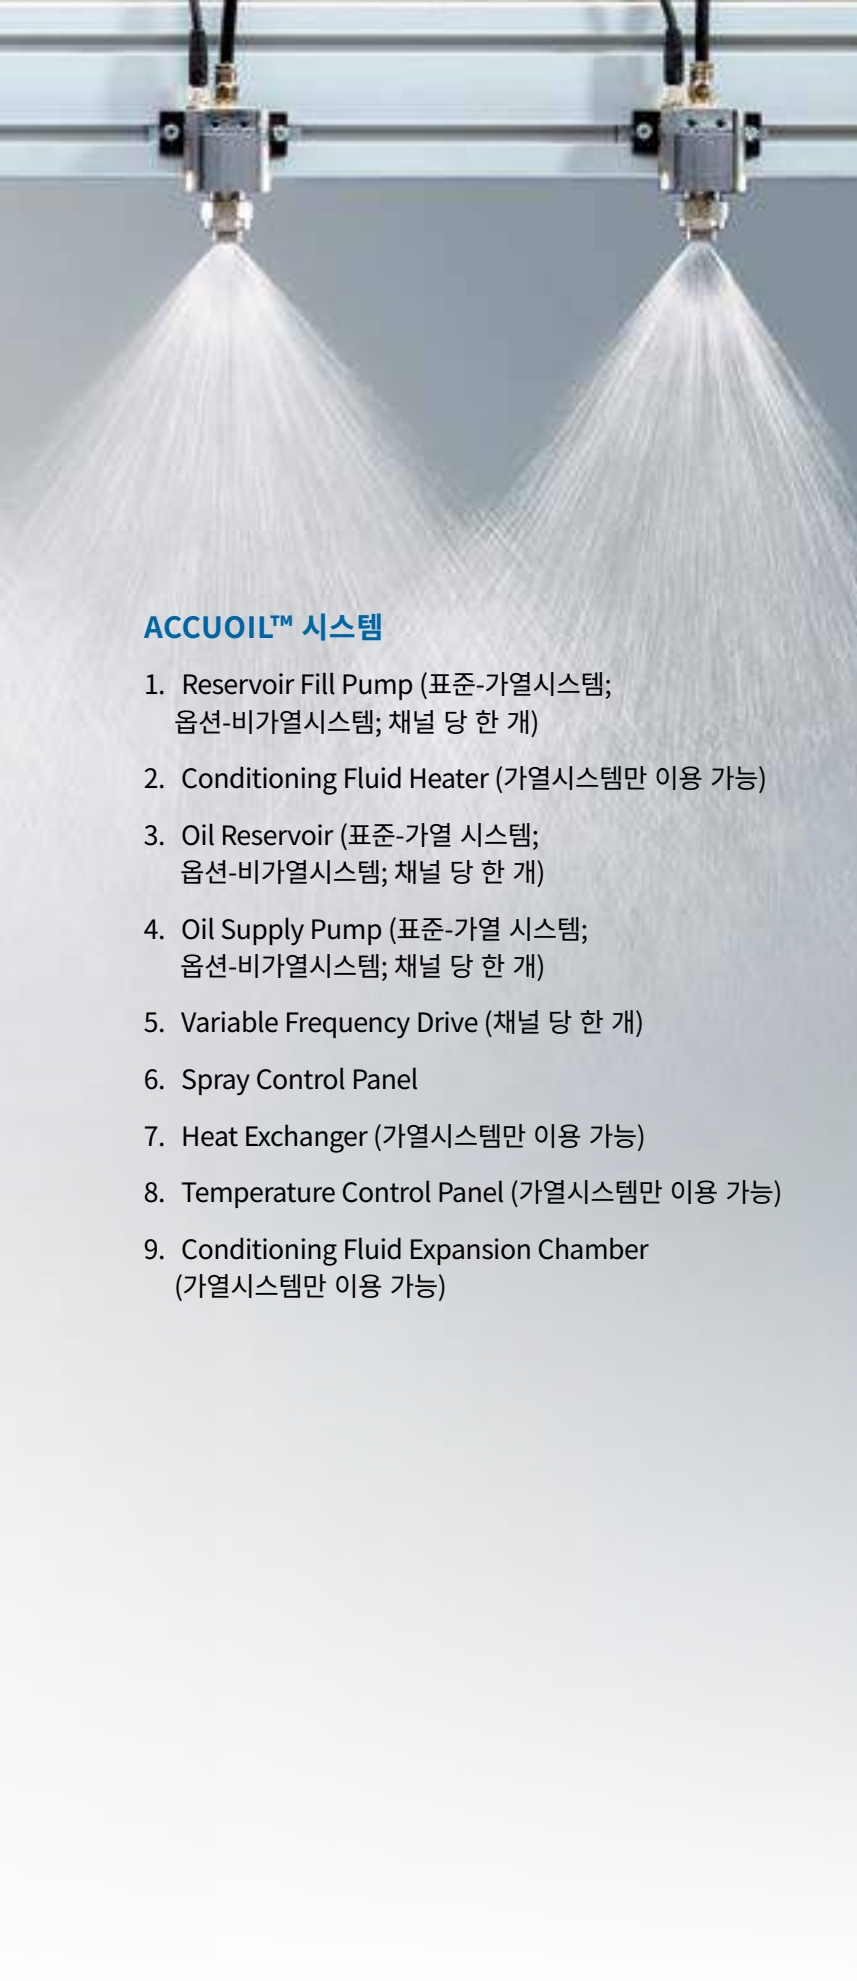 ACCUOIL™ 시스템
1. Reservoir Fill Pump (표준-가열시스템;
옵션-비가열시스템; 채널 당 한 개)
2. Conditioning Fluid Heater (가열시스템만 이용 가능)
3. Oil Reservoir (표준-가열 시스템;
옵션-비가열시스템; 채널 당 한 개)
4. Oil Supply Pump (표준-가열 시스템;
옵션-비가열시스템; 채널 당 한 개)
5. Variable Frequency Drive (채널 당 한 개)
6. Spray Control Panel
7. Heat Exchanger (가열시스템만 이용 가능)
8. Temperature Control Panel (가열시스템만 이용 가능)
9. Conditioning Fluid Expansion Chamber
(가열시스템만 이용 가능)